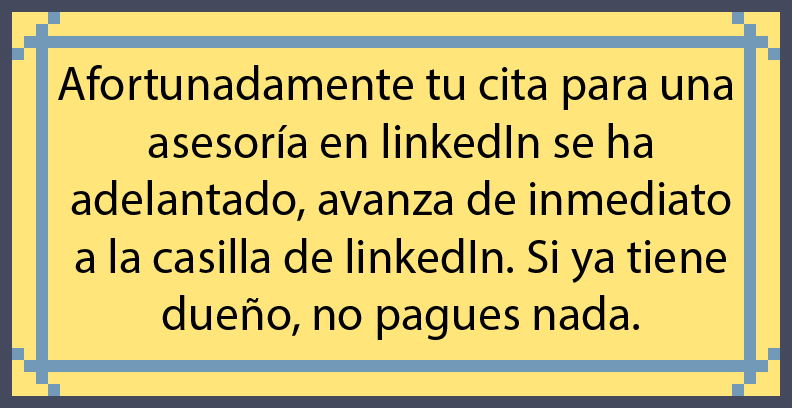 Afortunadamente tu cita para una
asesoría en linkedIn se ha
adelantado, avanza de inmediato
a la casilla de linkedIn. Si ya tiene
dueño, no pagues nada.